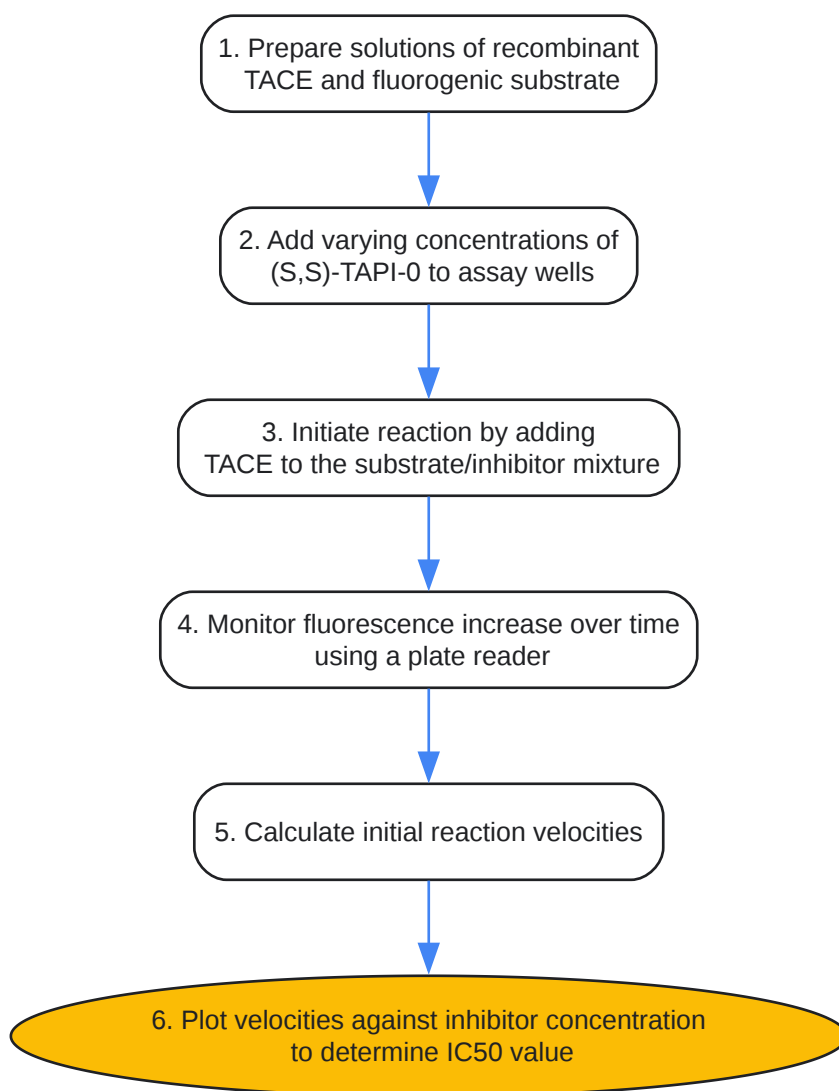 1. Prepare solutions of recombinant
TACE and fluorogenic substrate
2. Add varying concentrations of
(S,S)-TAPI-0 to assay wells
3. Initiate reaction by adding
TACE to the substrate/inhibitor mixture
4. Monitor fluorescence increase over time
using a plate reader
5. Calculate initial reaction velocities
6. Plot velocities against inhibitor concentration
to determine IC50 value